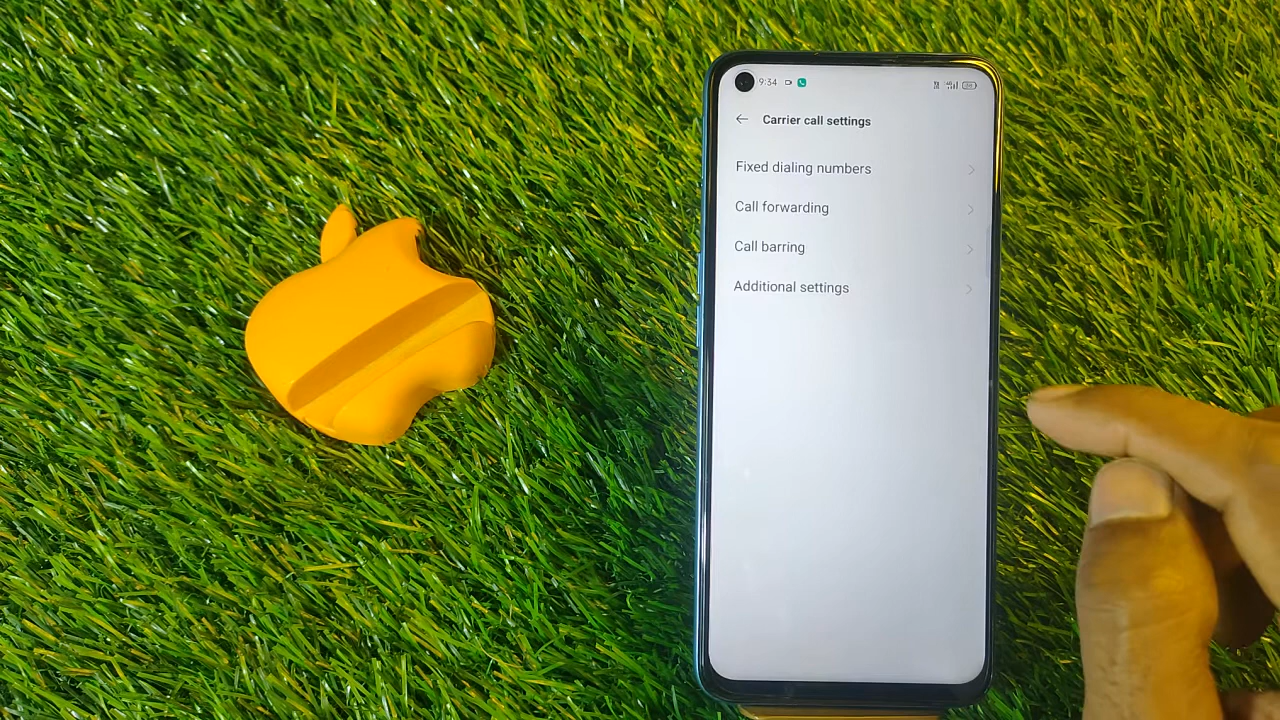 9:34
Carrier call settings
Fixed dialing numbers
Call forwarding
Call barring
Additional settings